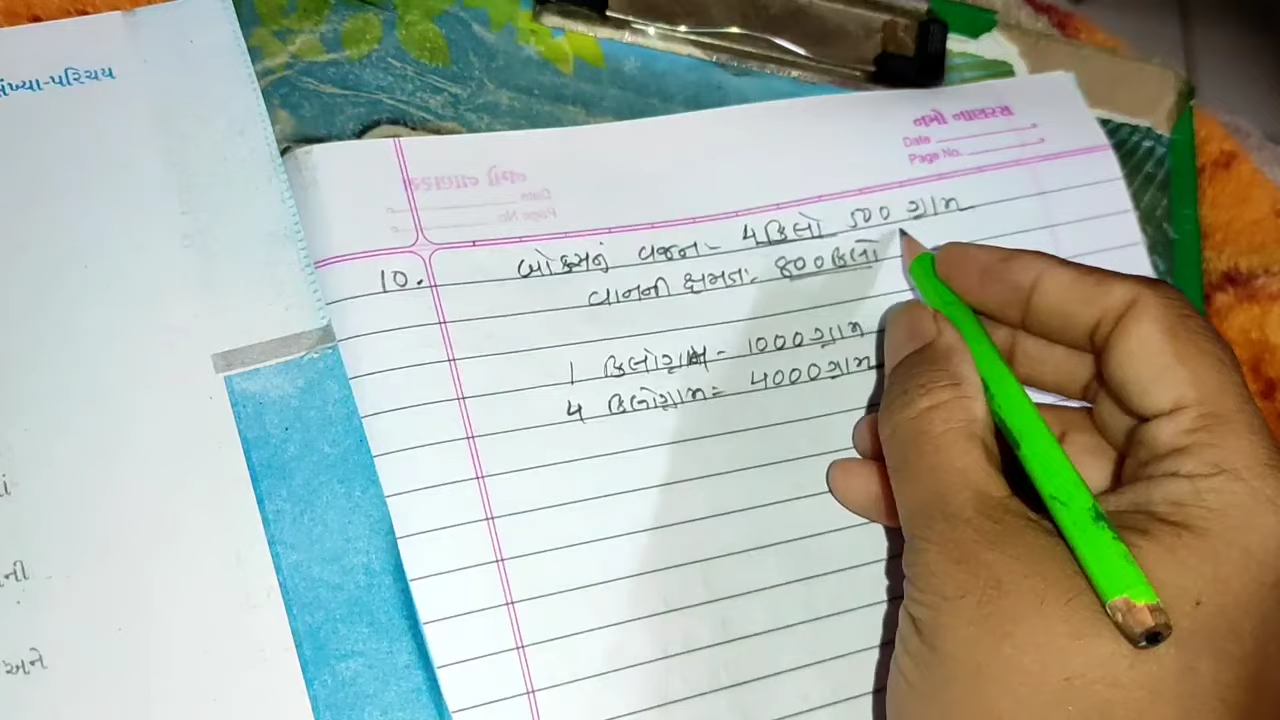 સંખ્યા-પરિચય
નમો નારાયણ
Date
Page No.
10. બોક્સનું વજન:- 4 કિલો 500 ગ્રામ
વાનની ક્ષમતા:- 800 કિલો
1 કિલોગ્રામ - 1000 ગ્રામ
4 કિલોગ્રામ = 4000 ગ્રામ
ની
અને